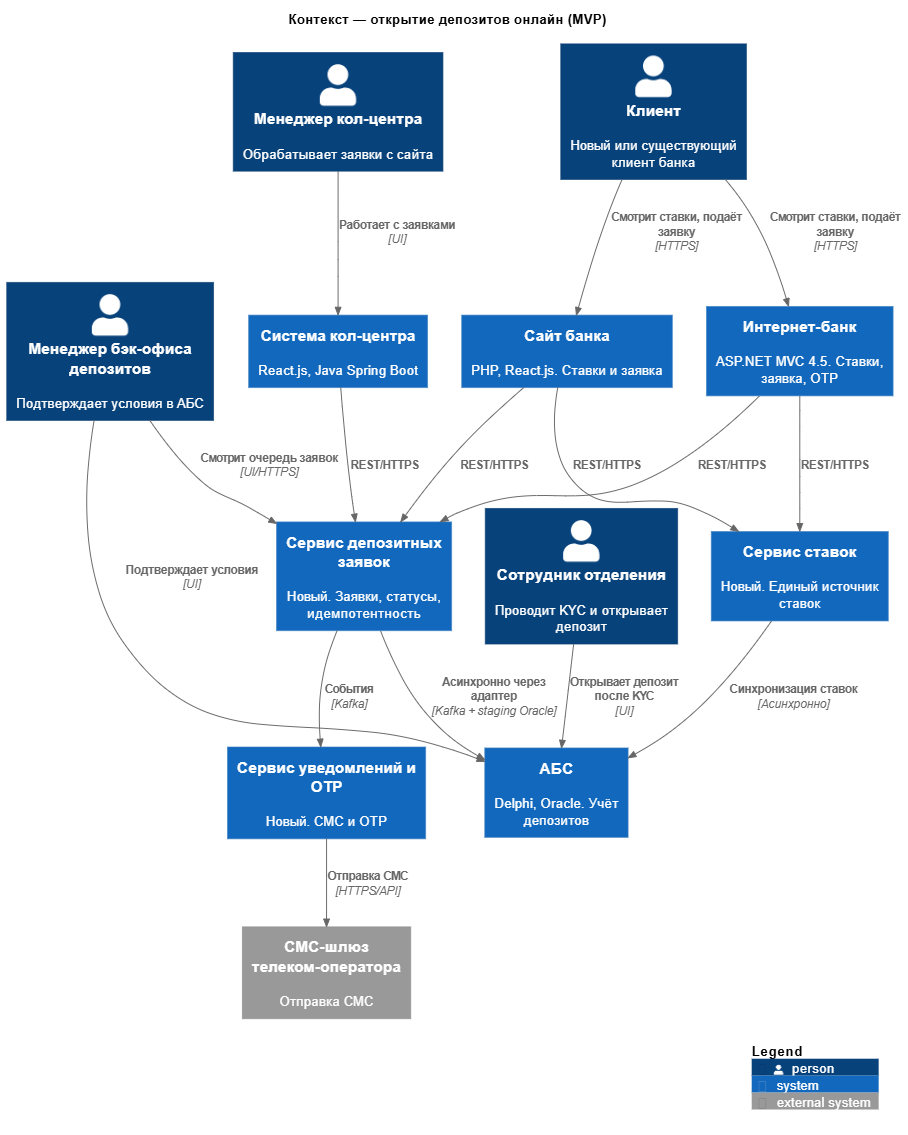 Контекст — открытие депозитов онлайн (MVP)
Менеджер кол-центра
Обрабатывает заявки с сайта
Клиент
Новый или существующий
клиент банка
Работает с заявками
[UI]
Смотрит ставки, подаёт
заявку
[HTTPS]
Смотрит ставки, подаёт
заявку
[HTTPS]
Менеджер бэк-офиса
депозитов
Подтверждает условия в АБС
Система кол-центра
React.js, Java Spring Boot
Сайт банка
PHP, React.js. Ставки и заявка
Интернет-банк
ASP.NET MVC 4.5. Ставки,
заявка, OTP
Смотрит очередь заявок
[UI/HTTPS]
REST/HTTPS
REST/HTTPS
REST/HTTPS
REST/HTTPS
REST/HTTPS
Подтверждает условия
[UI]
Сервис депозитных
заявок
Новый. Заявки, статусы,
идемпотентность
Сотрудник отделения
Проводит KYC и открывает
депозит
Сервис ставок
Новый. Единый источник
ставок
События
[Kafka]
Асинхронно через
адаптер
[Kafka + staging Oracle]
Открывает депозит
после KYC
[UI]
Синхронизация ставок
[Асинхронно]
Сервис уведомлений и
OTP
Новый. СМС и OTP
АБС
Delphi, Oracle. Учёт
депозитов
Отправка СМС
[HTTPS/API]
СМС-шлюз
телеком-оператора
Отправка СМС
Legend
person
system
external system